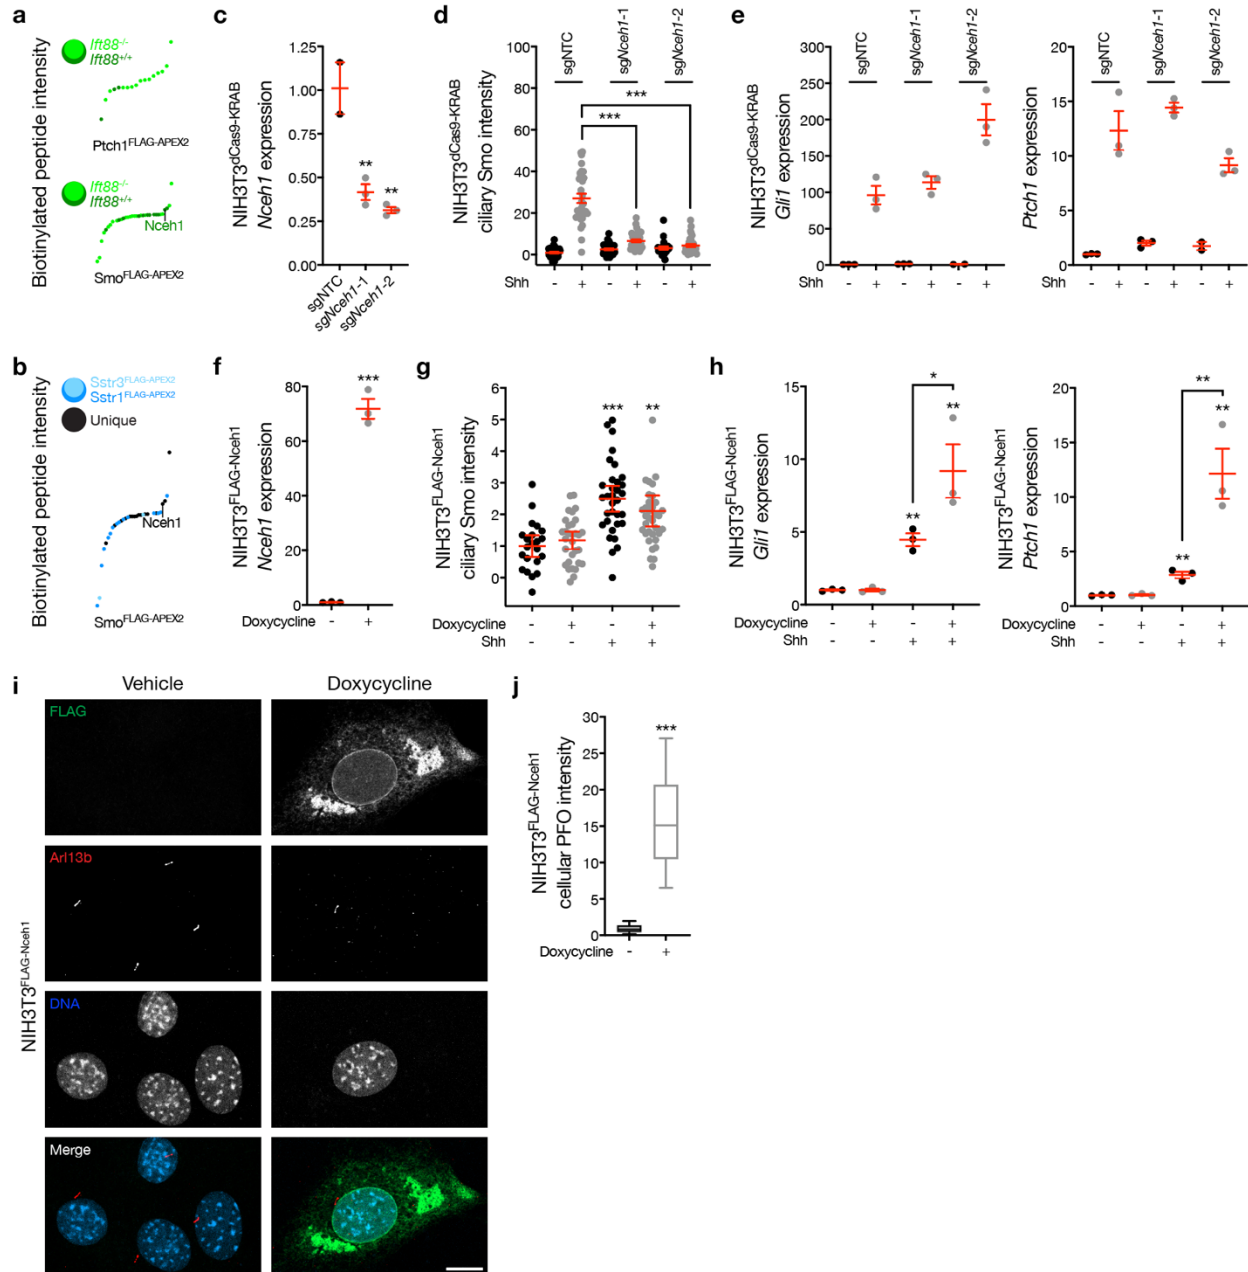 a
Ift88-/-
Ift88+/+
Biotinylated peptide intensity
Ptch1FLAG-APEX2
Ift88-/-
Ift88+/+
Nceh1
SmoFLAG-APEX2
b
Sstr3FLAG-APEX2
Sstr1FLAG-APEX2
Unique
Biotinylated peptide intensity
Nceh1
SmoFLAG-APEX2
c
NIH3T3dCas9-KRAB
Nceh1 expression
1.25
1.00
0.75
0.50
0.25
0.00
**
**
sgNTC
sgNceh1-1
sgNceh1-2
d
NIH3T3dCas9-KRAB
ciliary Smo intensity
sgNTC
sgNceh1-1
sgNceh1-2
100
80
60
40
20
0
***
***
Shh - + - + - +
e
NIH3T3dCas9-KRAB
Gli1 expression
sgNTC
sgNceh1-1
sgNceh1-2
300
250
200
150
100
50
0
Shh - + - + - +
Ptch1 expression
sgNTC
sgNceh1-1
sgNceh1-2
20
15
10
5
0
- + - + - +
f
NIH3T3FLAG-Nceh1
Nceh1 expression
80
60
40
20
0
***
Doxycycline - +
g
NIH3T3FLAG-Nceh1
ciliary Smo intensity
6
5
4
3
2
1
0
*** **
Doxycycline - + - +
Shh - - + +
h
NIH3T3FLAG-Nceh1
Gli1 expression
15
10
5
0
*
**
**
Doxycycline - + - +
Shh - - + +
NIH3T3FLAG-Nceh1
Ptch1 expression
20
15
10
5
0
**
**
**
- + - +
- - + +
i
Vehicle
Doxycycline
NIH3T3FLAG-Nceh1
FLAG
Arl13b
DNA
Merge
j
NIH3T3FLAG-Nceh1
cellular PFO intensity
30
25
20
15
10
5
0
***
Doxycycline - +